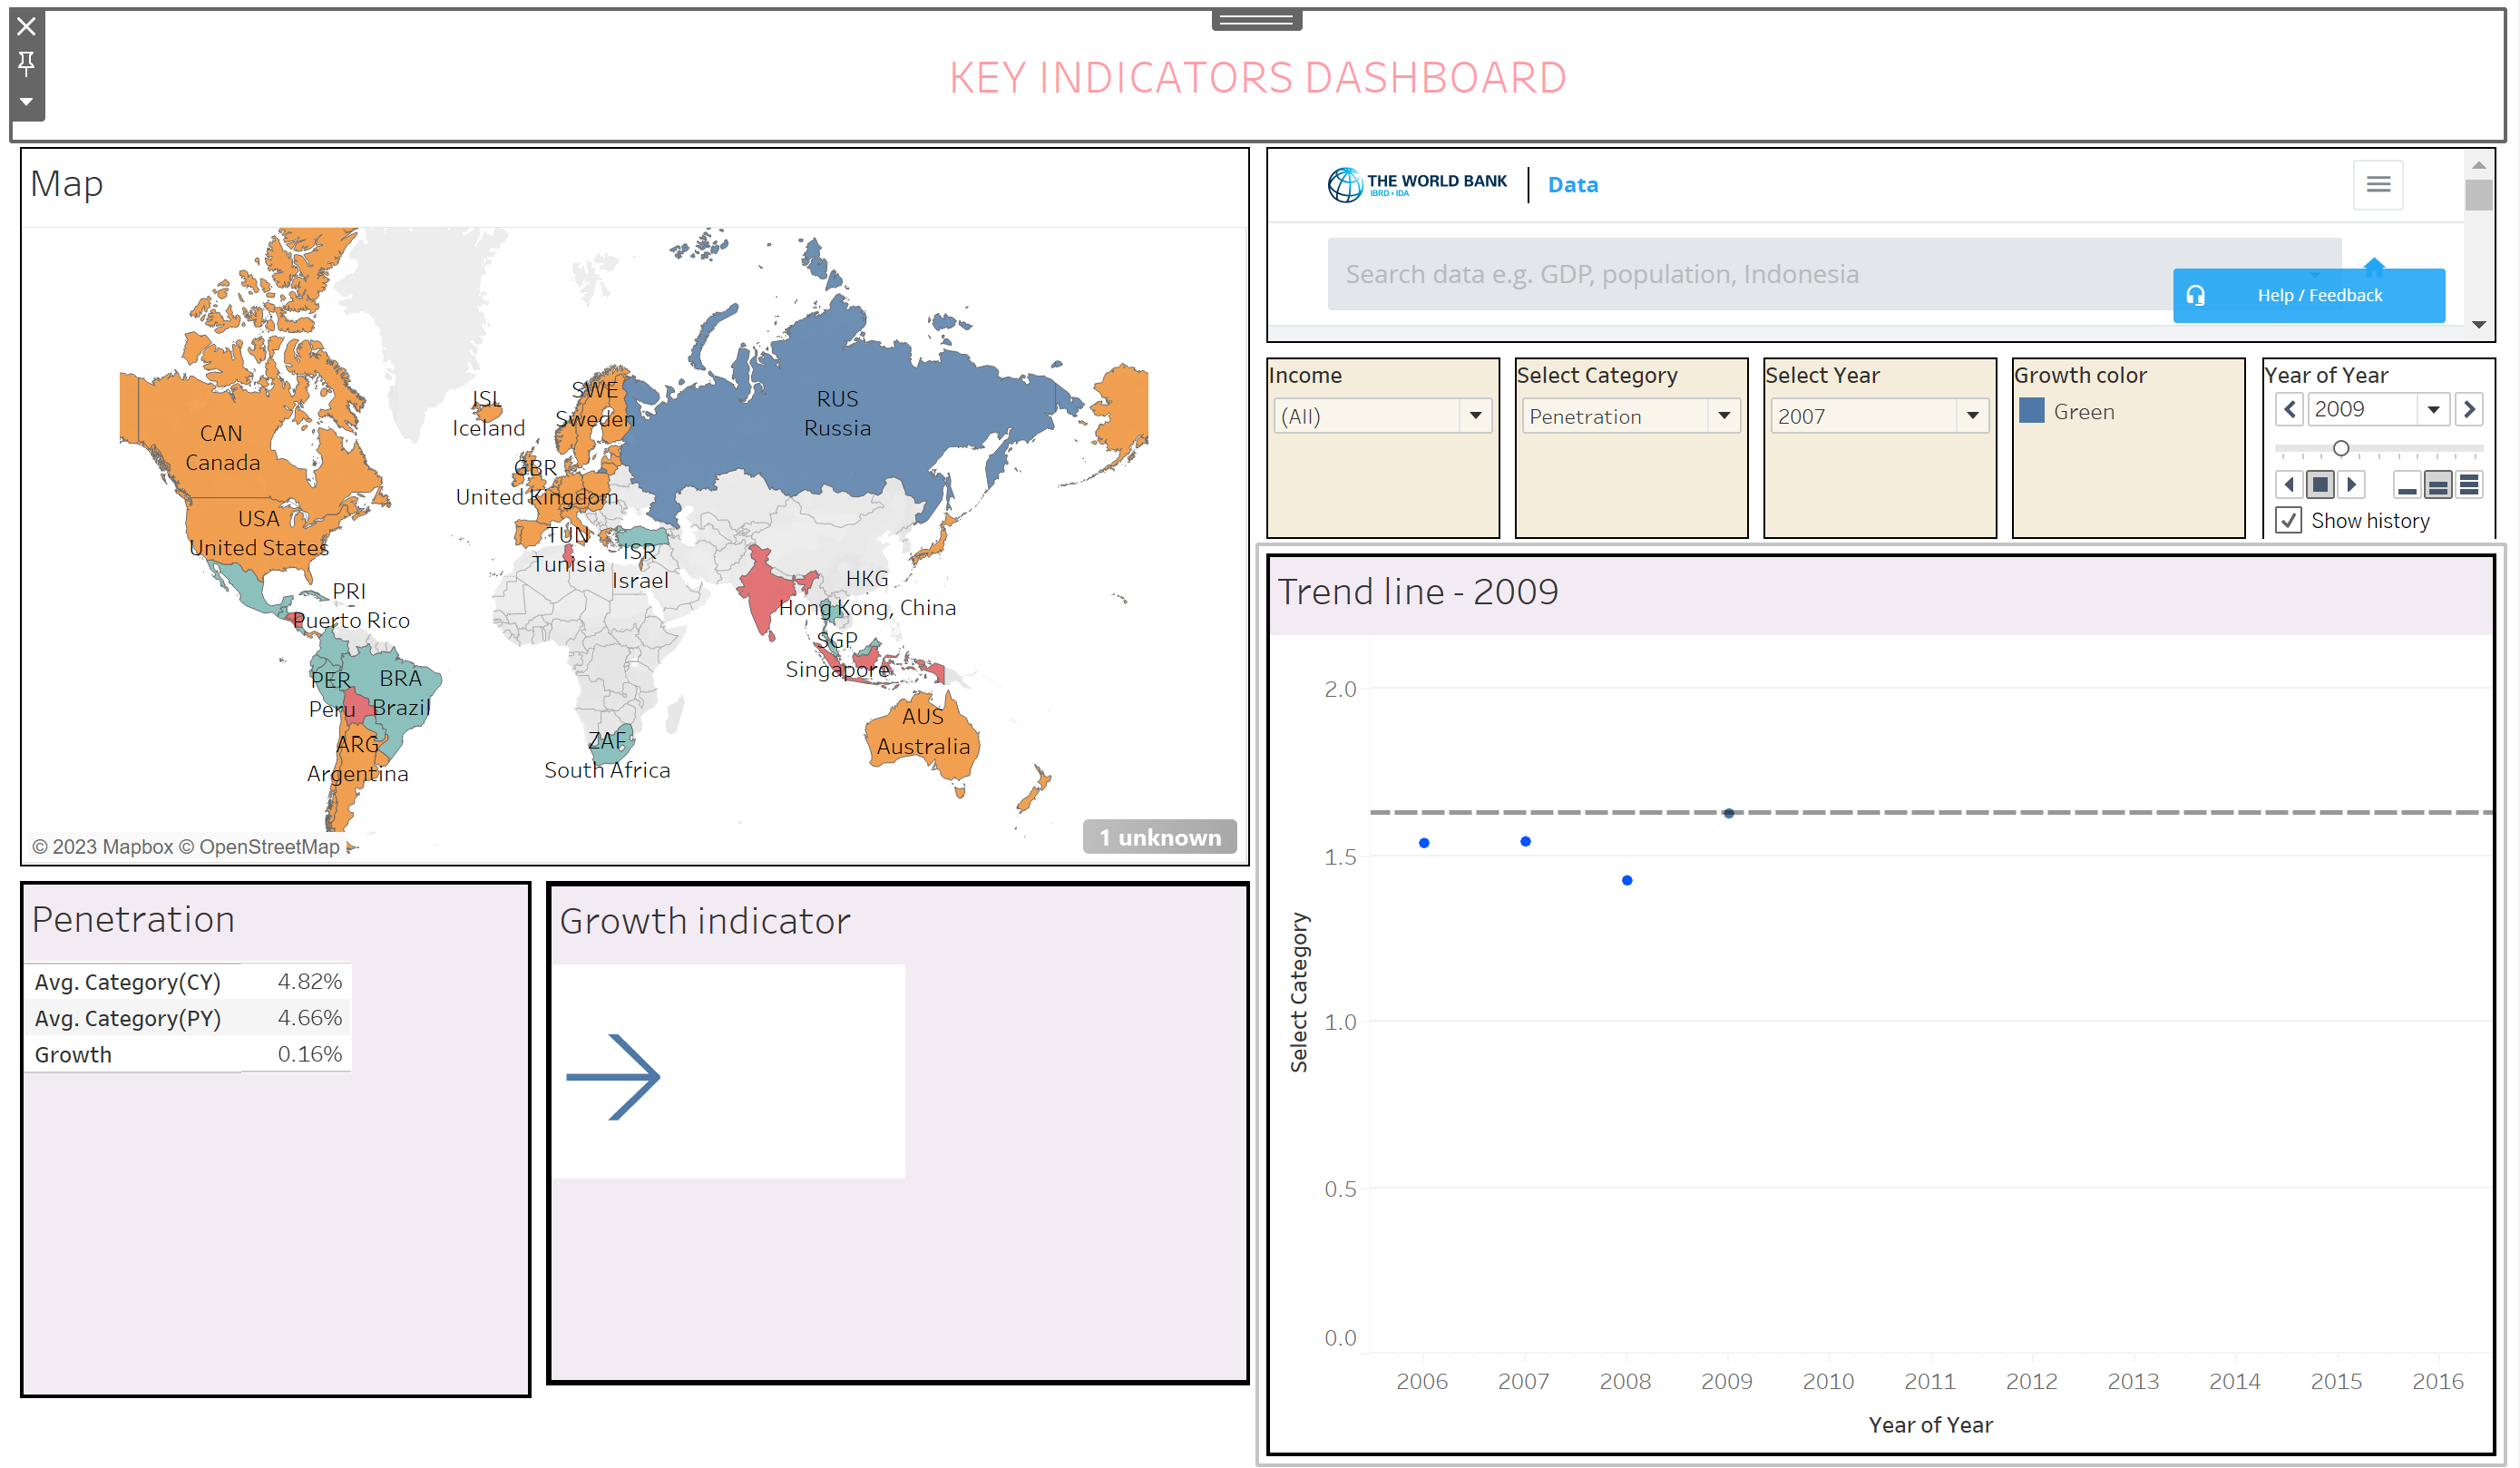 KEY INDICATORS DASHBOARD
Map
ISL
Iceland
SWE
Sweden
RUS
Russia
CAN
Canada
GBR
United Kingdom
USA
United States
TUN
Tunisia
ISR
Israel
HKG
Hong Kong, China
PRI
Puerto Rico
SGP
Singapore
PER
Peru
BRA
Brazil
AUS
Australia
ARG
Argentina
ZAF
South Africa
© 2023 Mapbox © OpenStreetMap
1 unknown
THE WORLD BANK
IBRD • IDA
Data
Search data e.g. GDP, population, Indonesia
Help / Feedback
Income
(All)
Select Category
Penetration
Select Year
2007
Growth color
Green
Year of Year
2009
Show history
Penetration
Avg. Category(CY) 4.82%
Avg. Category(PY) 4.66%
Growth 0.16%
Growth indicator
Trend line - 2009
2.0
1.5
1.0
0.5
0.0
Select Category
2006 2007 2008 2009 2010 2011 2012 2013 2014 2015 2016
Year of Year